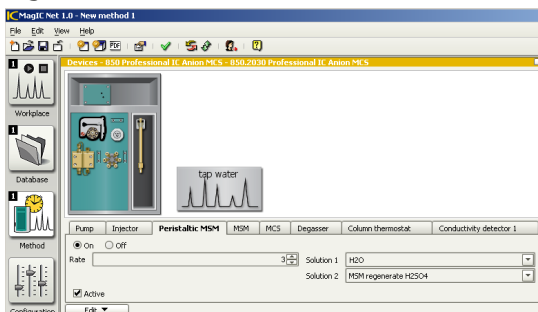 MagIC Net 1.0 - New method 1
File Edit View Help
PDF
Devices - 850 Professional IC Anion MCS - 850.2030 Professional IC Anion MCS
1
Workplace
1
Database
1
Method
Configuration
tap water
Pump Injector Peristaltic MSM MSM MCS Degasser Column thermostat Conductivity detector 1
On Off
Rate 3 Solution 1 H2O
Solution 2 MSM regenerate H2SO4
Active
Edit